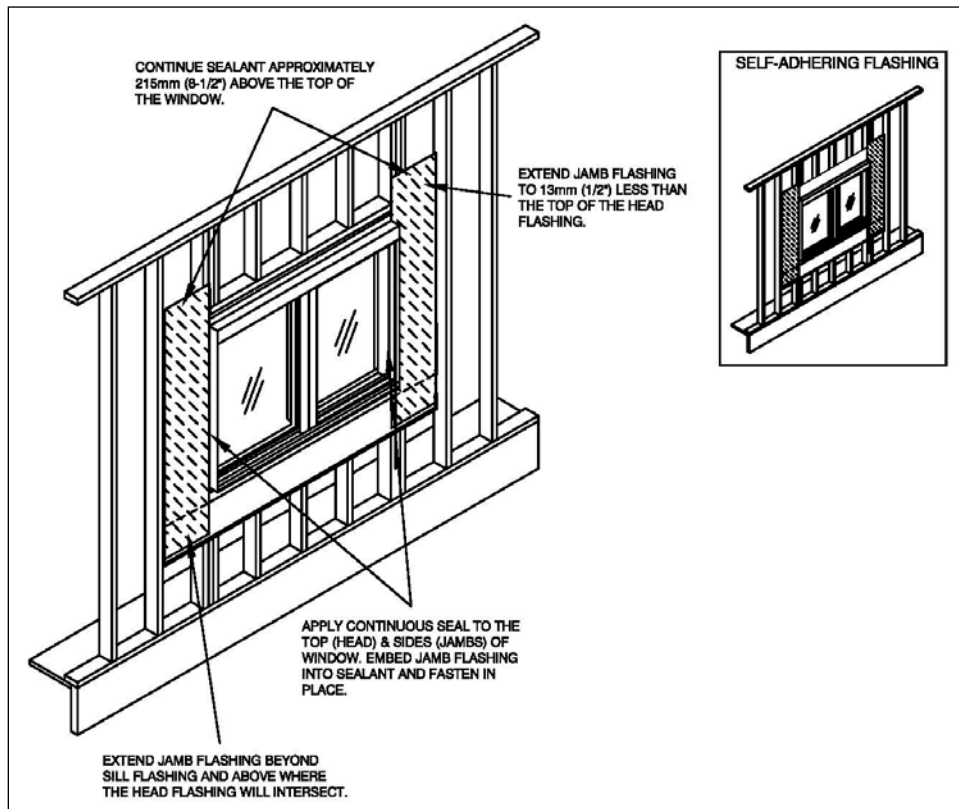 CONTINUE SEALANT APPROXIMATELY
215mm (8-1/2") ABOVE THE TOP OF
THE WINDOW.
SELF-ADHERING FLASHING
EXTEND JAMB FLASHING
TO 13mm (1/2") LESS THAN
THE TOP OF THE HEAD
FLASHING.
APPLY CONTINUOUS SEAL TO THE
TOP (HEAD) & SIDES (JAMBS) OF
WINDOW. EMBED JAMB FLASHING
INTO SEALANT AND FASTEN IN
PLACE.
EXTEND JAMB FLASHING BEYOND
SILL FLASHING AND ABOVE WHERE
THE HEAD FLASHING WILL INTERSECT.